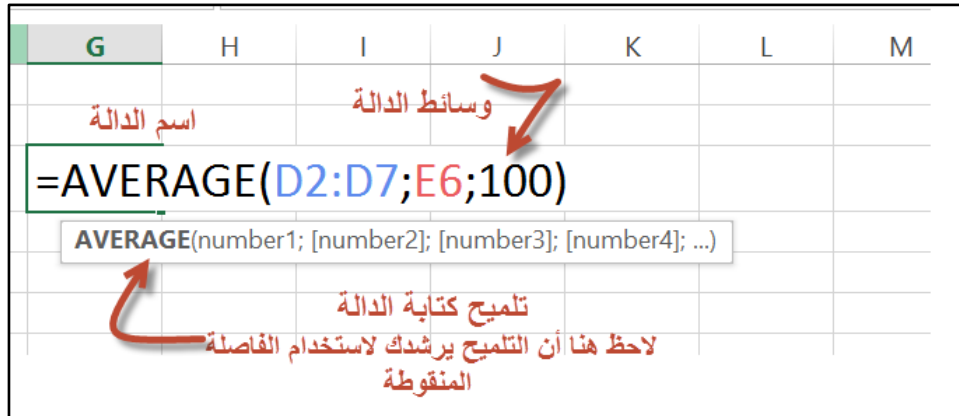 G H I J K L M
وسائط الدالة
اسم الدالة
=AVERAGE(D2:D7;E6;100)
AVERAGE(number1; [number2]; [number3]; [number4]; ...)
تلميح كتابة الدالة
لاحظ هنا أن التلميح يرشدك لاستخدام الفاصلة
المنقوطة